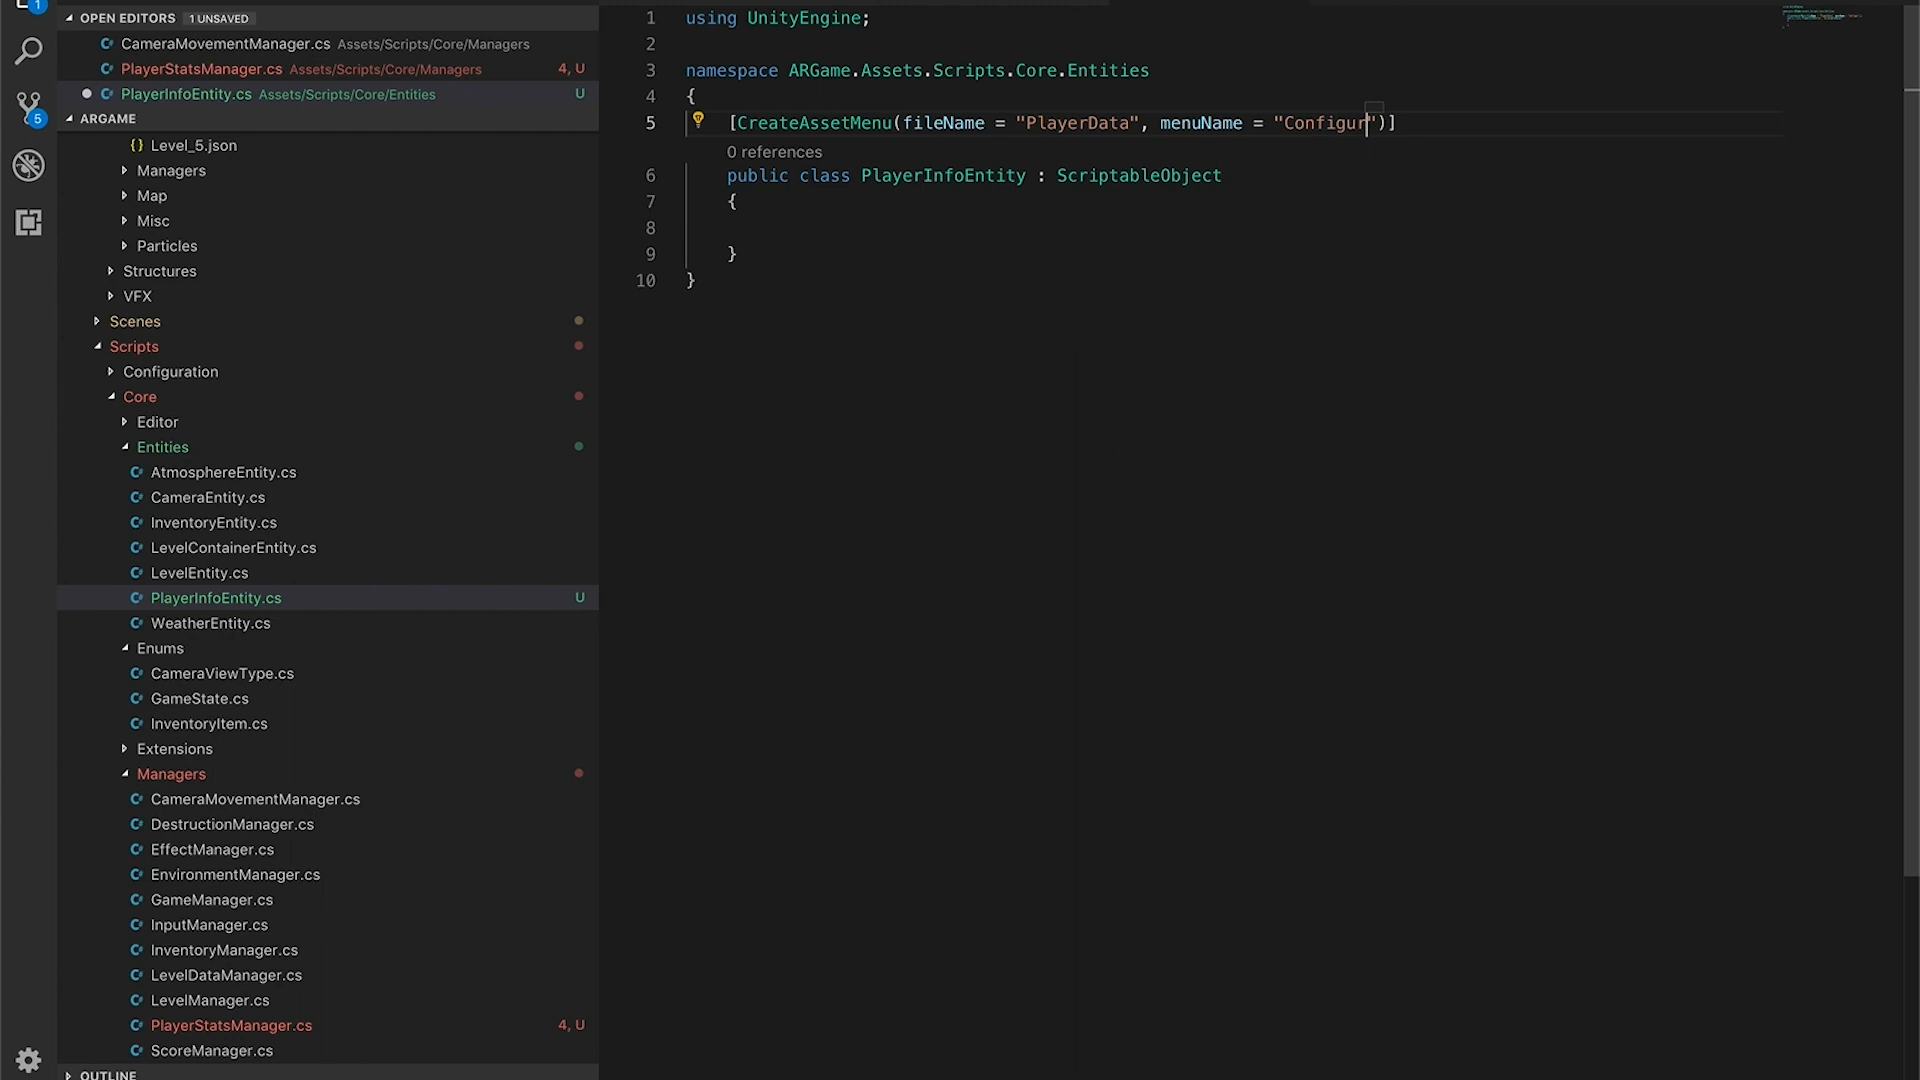 1
OPEN EDITORS 1 UNSAVED
CameraMovementManager.cs Assets/Scripts/Core/Managers
PlayerStatsManager.cs Assets/Scripts/Core/Managers 4, U
PlayerInfoEntity.cs Assets/Scripts/Core/Entities U
5
ARGAME
Level_5.json
Managers
Map
Misc
Particles
Structures
VFX
Scenes
Scripts
Configuration
Core
Editor
Entities
AtmosphereEntity.cs
CameraEntity.cs
InventoryEntity.cs
LevelContainerEntity.cs
LevelEntity.cs
PlayerInfoEntity.cs U
WeatherEntity.cs
Enums
CameraViewType.cs
GameState.cs
InventoryItem.cs
Extensions
Managers
CameraMovementManager.cs
DestructionManager.cs
EffectManager.cs
EnvironmentManager.cs
GameManager.cs
InputManager.cs
InventoryManager.cs
LevelDataManager.cs
LevelManager.cs
PlayerStatsManager.cs 4, U
ScoreManager.cs
OUTLINE
1 using UnityEngine;
2
3 namespace ARGame.Assets.Scripts.Core.Entities
4 {
5 [CreateAssetMenu(fileName = "PlayerData", menuName = "Configur")]
0 references
6 public class PlayerInfoEntity : ScriptableObject
7 {
8
9 }
10 }